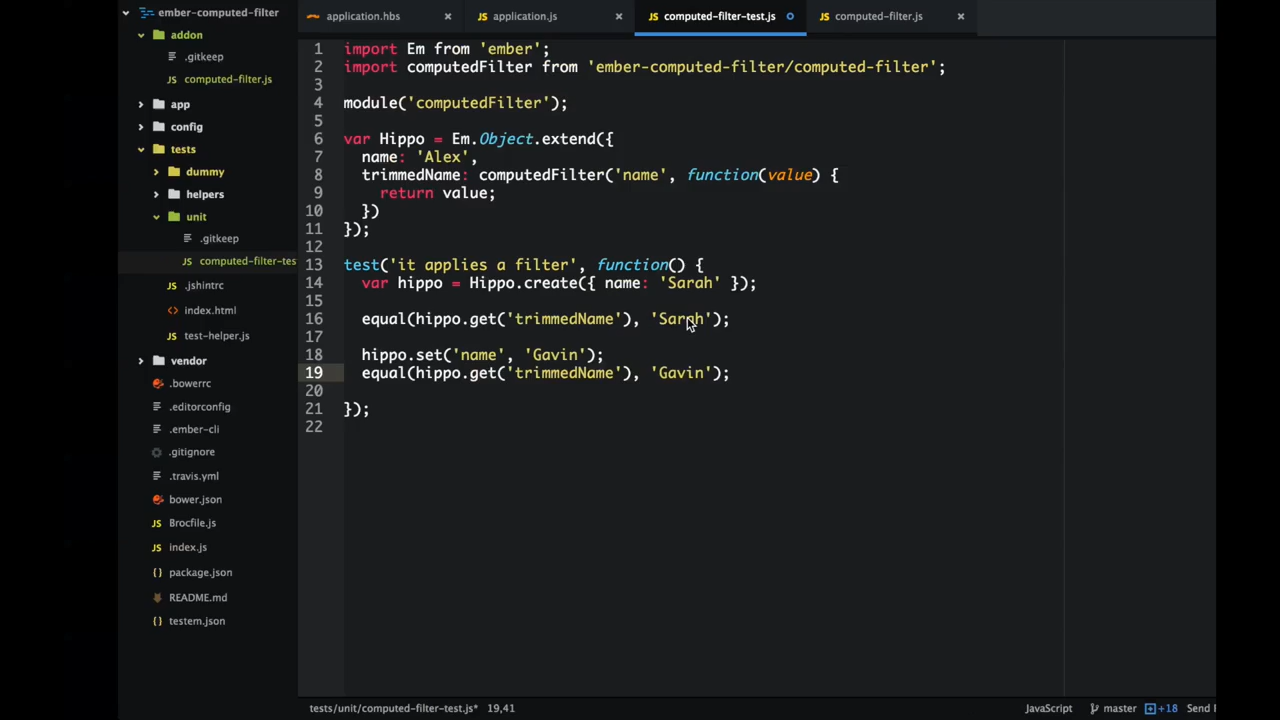 ember-computed-filter
addon
.gitkeep
computed-filter.js
app
config
tests
dummy
helpers
unit
.gitkeep
computed-filter-tes
.jshintrc
index.html
test-helper.js
vendor
.bowerrc
.editorconfig
.ember-cli
.gitignore
.travis.yml
bower.json
Brocfile.js
index.js
package.json
README.md
testem.json
application.hbs
application.js
computed-filter-test.js
computed-filter.js
1 import Em from 'ember';
2 import computedFilter from 'ember-computed-filter/computed-filter';
3
4 module('computedFilter');
5
6 var Hippo = Em.Object.extend({
7 name: 'Alex',
8 trimmedName: computedFilter('name', function(value) {
9 return value;
10 })
11 });
12
13 test('it applies a filter', function() {
14 var hippo = Hippo.create({ name: 'Sarah' });
15
16 equal(hippo.get('trimmedName'), 'Sarah');
17
18 hippo.set('name', 'Gavin');
19 equal(hippo.get('trimmedName'), 'Gavin');
20
21 });
22
tests/unit/computed-filter-test.js* 19,41
JavaScript master +18 Send